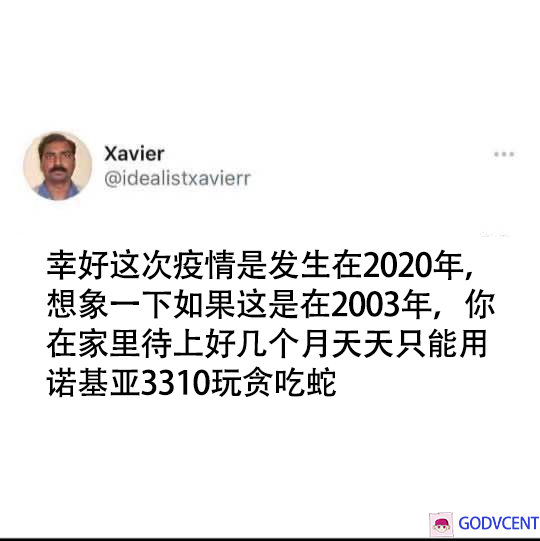 Xavier
@idealistxavierr
幸好这次疫情是发生在2020年,
想象一下如果这是在2003年，你
在家里待上好几个月天天只能用
诺基亚3310玩贪吃蛇
GODVCENT